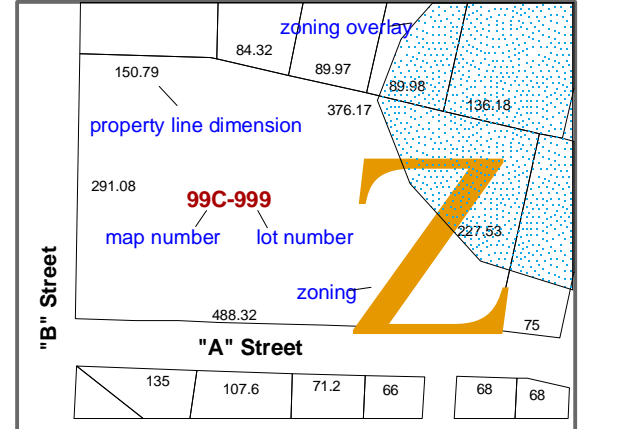 zoning overlay
84.32
89.97
150.79
89.98
136.18
376.17
property line dimension
291.08
99C-999
map number
lot number
227.53
Z
zoning
488.32
75
"B" Street
"A" Street
135
107.6
71.2
66
68
68